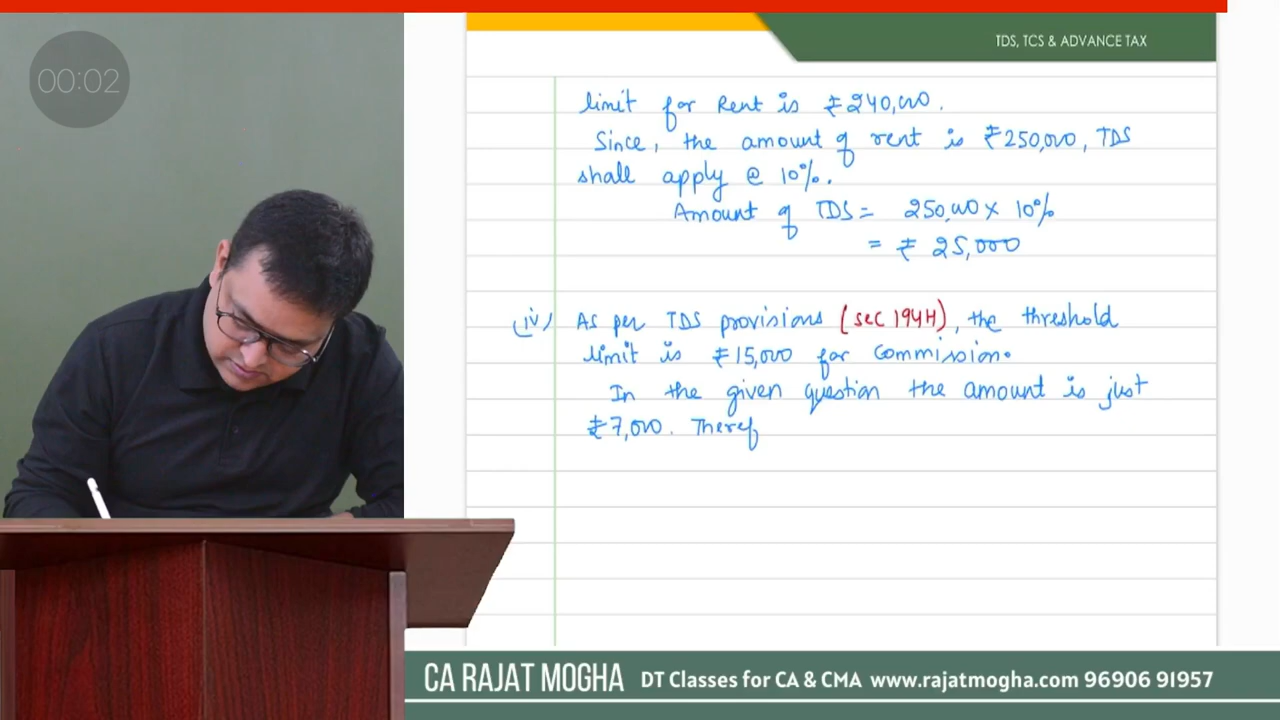 00:02
TDS, TCS & ADVANCE TAX
limit for Rent is ₹240,000.
Since, the amount of rent is ₹250,000, TDS
shall apply @ 10%.
Amount of TDS = 250,000 × 10%
= ₹ 25,000
(iv) As per TDS provisions (sec 194H), the threshold
limit is ₹15,000 for commission.
In the given question the amount is just
₹7,000. Theref
CA RAJAT MOGHA DT Classes for CA & CMA www.rajatmogha.com 96906 91957